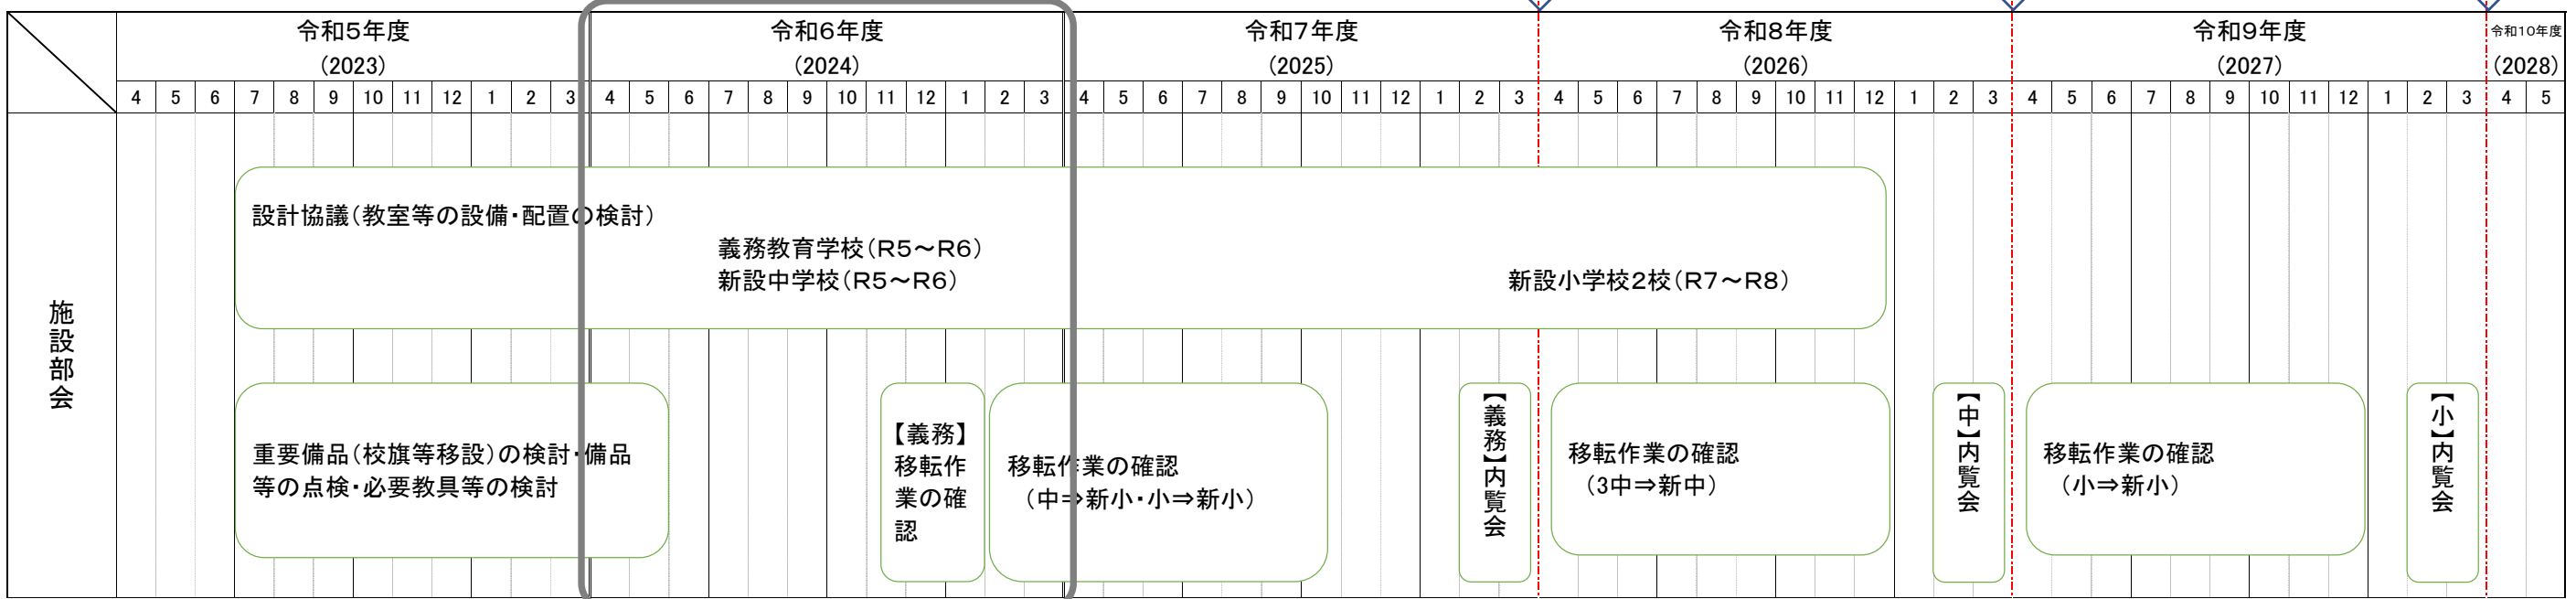 令和5年度 令和6年度 令和7年度 令和8年度 令和9年度 令和10年度
(2023) (2024) (2025) (2026) (2027) (2028)
4 5 6 7 8 9 10 11 12 1 2 3 4 5 6 7 8 9 10 11 12 1 2 3 4 5 6 7 8 9 10 11 12 1 2 3 4 5 6 7 8 9 10 11 12 1 2 3 4 5 6 7 8 9 10 11 12 1 2 3 4 5
施設部会
設計協議(教室等の設備・配置の検討)
義務教育学校(R5～R6)
新設中学校(R5～R6)
新設小学校2校(R7～R8)
重要備品(校旗等移設)の検討・備品
等の点検・必要教具等の検討
【義務】
移転作
業の確
認
移転作業の確認
(中⇒新小・小⇒新小)
【義務】内覧会
移転作業の確認
(3中⇒新中)
【中】内覧会
移転作業の確認
(小⇒新小)
【小】内覧会